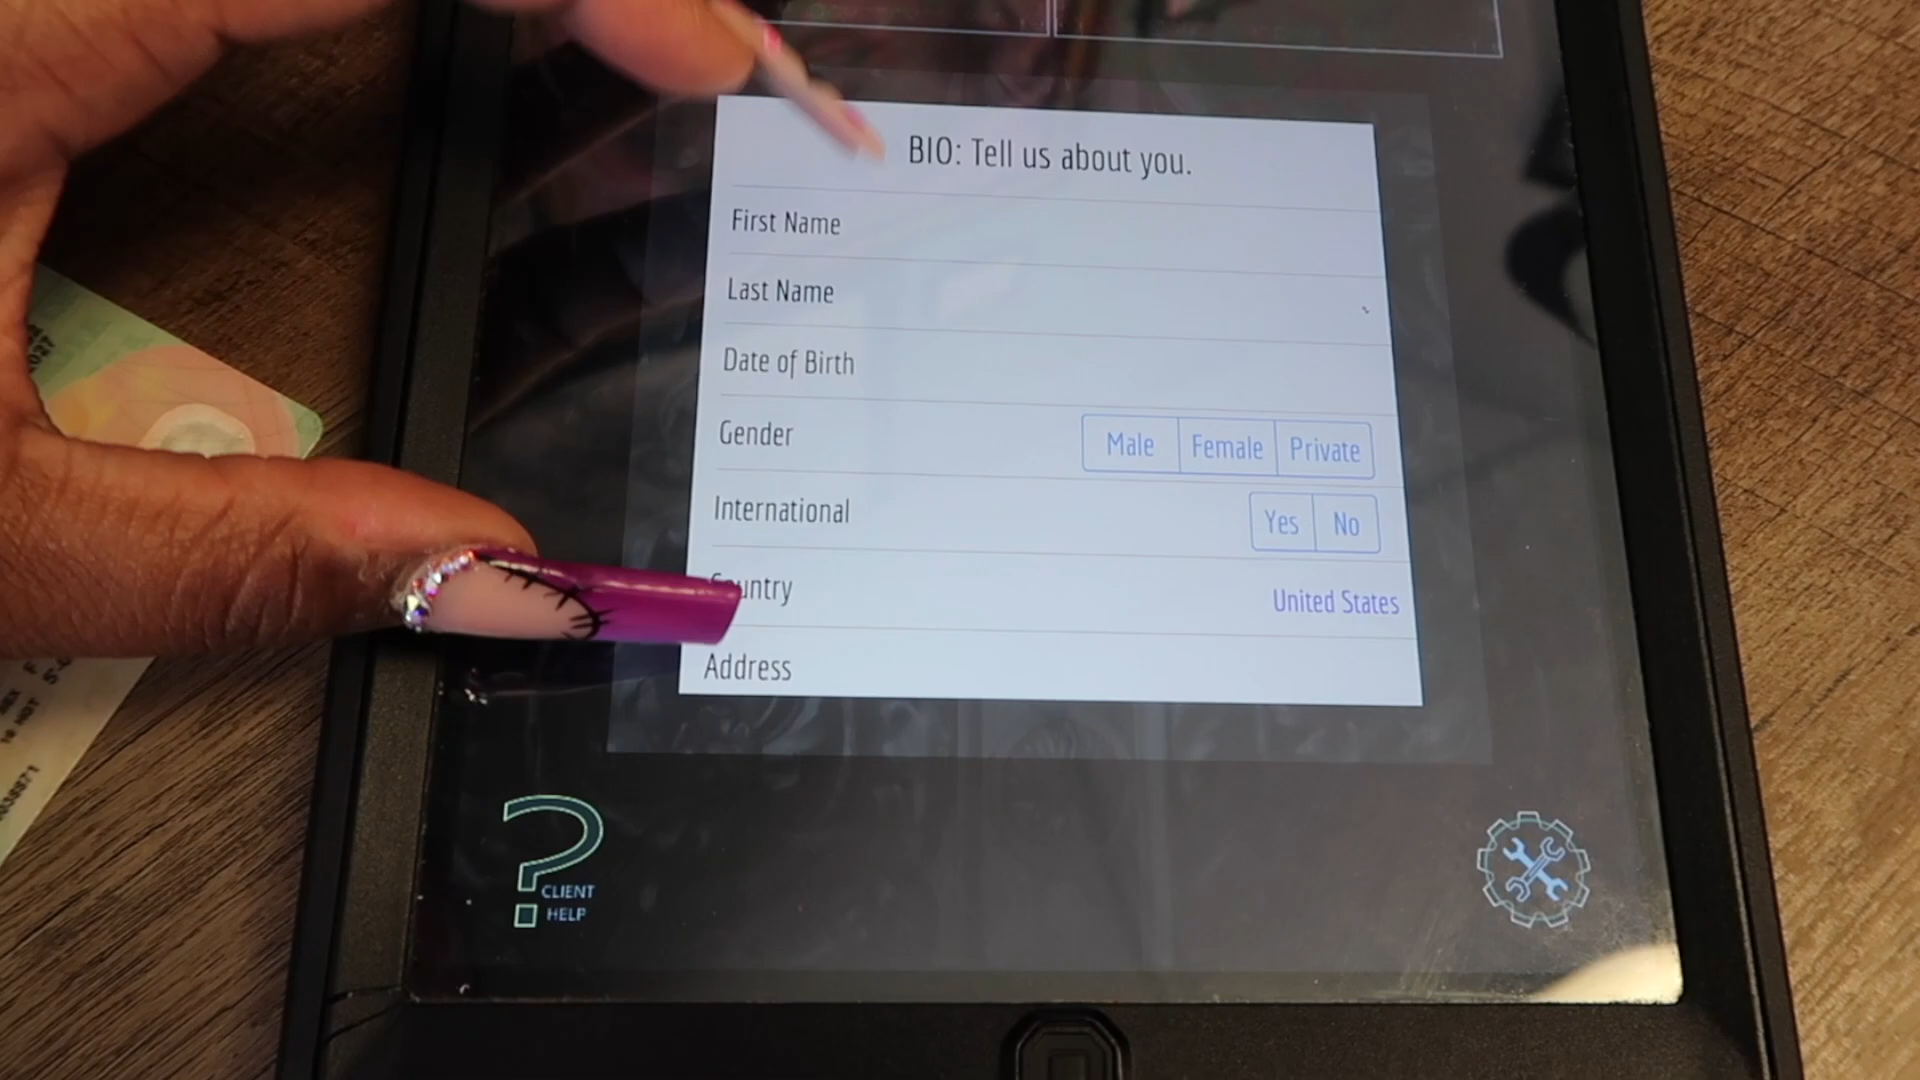 BIO: Tell us about you.
First Name
Last Name
Date of Birth
Gender
Male Female Private
International
Yes No
Country
United States
Address
CLIENT
HELP